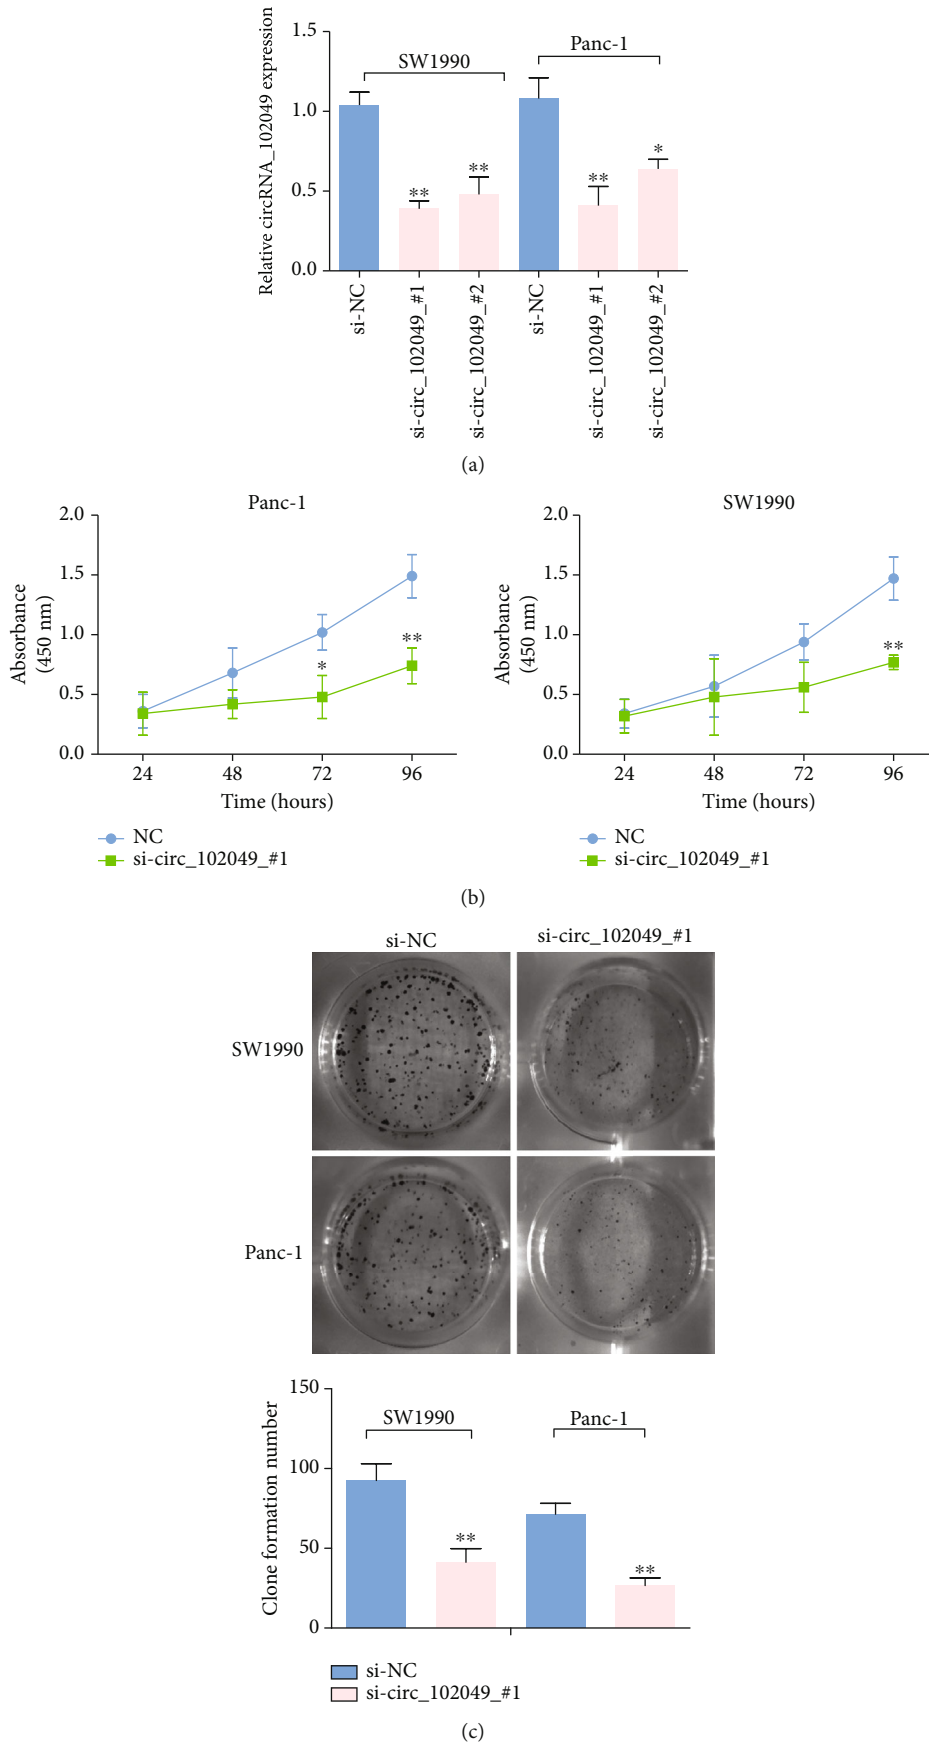 Relative circRNA_102049 expression
1.5
1.0
0.5
0.0
SW1990
Panc-1
**
**
**
*
si-NC
si-circ_102049_#1
si-circ_102049_#2
si-NC
si-circ_102049_#1
si-circ_102049_#2
(a)
Panc-1
Absorbance
(450 nm)
2.0
1.5
1.0
0.5
0.0
*
**
24 48 72 96
Time (hours)
NC
si-circ_102049_#1
SW1990
Absorbance
(450 nm)
2.0
1.5
1.0
0.5
0.0
**
24 48 72 96
Time (hours)
NC
si-circ_102049_#1
(b)
si-NC
si-circ_102049_#1
SW1990
Panc-1
Clone formation number
150
100
50
0
SW1990
Panc-1
**
**
si-NC
si-circ_102049_#1
(c)